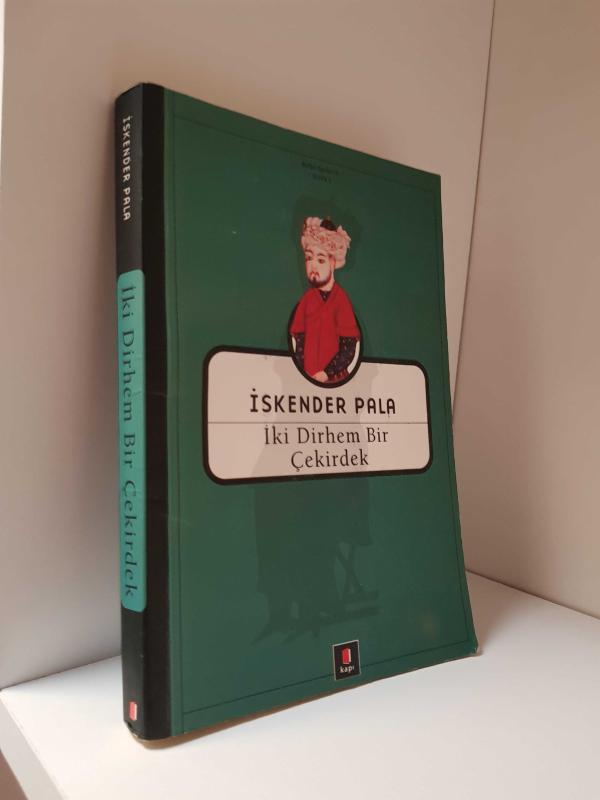 İSKENDER PALA
İki Dirhem Bir Çekirdek
İSKENDER PALA
İki Dirhem Bir
Çekirdek
kapı